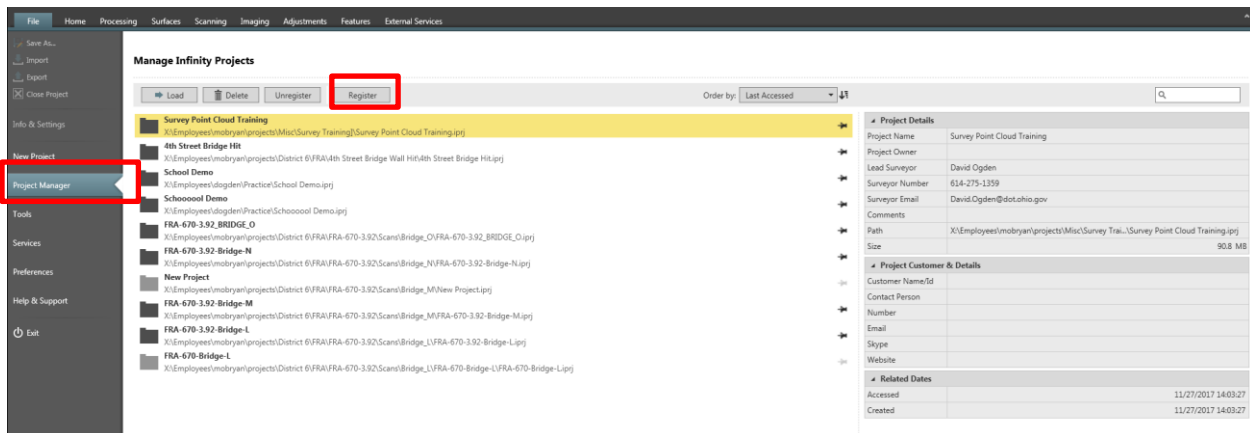 File Home Processing Surfaces Scanning Imaging Adjustments Features External Services
Save As...
Import
Export
Close Project
Info & Settings
New Project
Project Manager
Tools
Services
Preferences
Help & Support
Exit
Manage Infinity Projects
Load Delete Unregister Register Order by: Last Accessed
Survey Point Cloud Training
X:\Employees\mobryan\projects\Misc\Survey Training]\Survey Point Cloud Training.iprj
4th Street Bridge Hit
X:\Employees\mobryan\projects\District 6\FRA\4th Street Bridge Wall Hit\4th Street Bridge Hit.iprj
School Demo
X:\Employees\dogden\Practice\School Demo.iprj
Schoooool Demo
X:\Employees\dogden\Practice\Schoooool Demo.iprj
FRA-670-3.92_BRIDGE_O
X:\Employees\mobryan\projects\District 6\FRA\FRA-670-3.92\Scans\Bridge_O\FRA-670-3.92_BRIDGE_O.iprj
FRA-670-3.92-Bridge-N
X:\Employees\mobryan\projects\District 6\FRA\FRA-670-3.92\Scans\Bridge_N\FRA-670-3.92-Bridge-N.iprj
New Project
X:\Employees\mobryan\projects\District 6\FRA\FRA-670-3.92\Scans\Bridge_M\New Project.iprj
FRA-670-3.92-Bridge-M
X:\Employees\mobryan\projects\District 6\FRA\FRA-670-3.92\Scans\Bridge_M\FRA-670-3.92-Bridge-M.iprj
FRA-670-3.92-Bridge-L
X:\Employees\mobryan\projects\District 6\FRA\FRA-670-3.92\Scans\Bridge_L\FRA-670-3.92-Bridge-L.iprj
FRA-670-Bridge-L
X:\Employees\mobryan\projects\District 6\FRA\FRA-670-3.92\Scans\Bridge_L\FRA-670-Bridge-L\FRA-670-Bridge-L.iprj
Project Details
Project Name Survey Point Cloud Training
Project Owner
Lead Surveyor David Ogden
Surveyor Number 614-275-1359
Surveyor Email David.Ogden@dot.ohio.gov
Comments
Path X:\Employees\mobryan\projects\Misc\Survey Trai...\Survey Point Cloud Training.iprj
Size 90.8 MB
Project Customer & Details
Customer Name/Id
Contact Person
Number
Email
Skype
Website
Related Dates
Accessed 11/27/2017 14:03:27
Created 11/27/2017 14:03:27